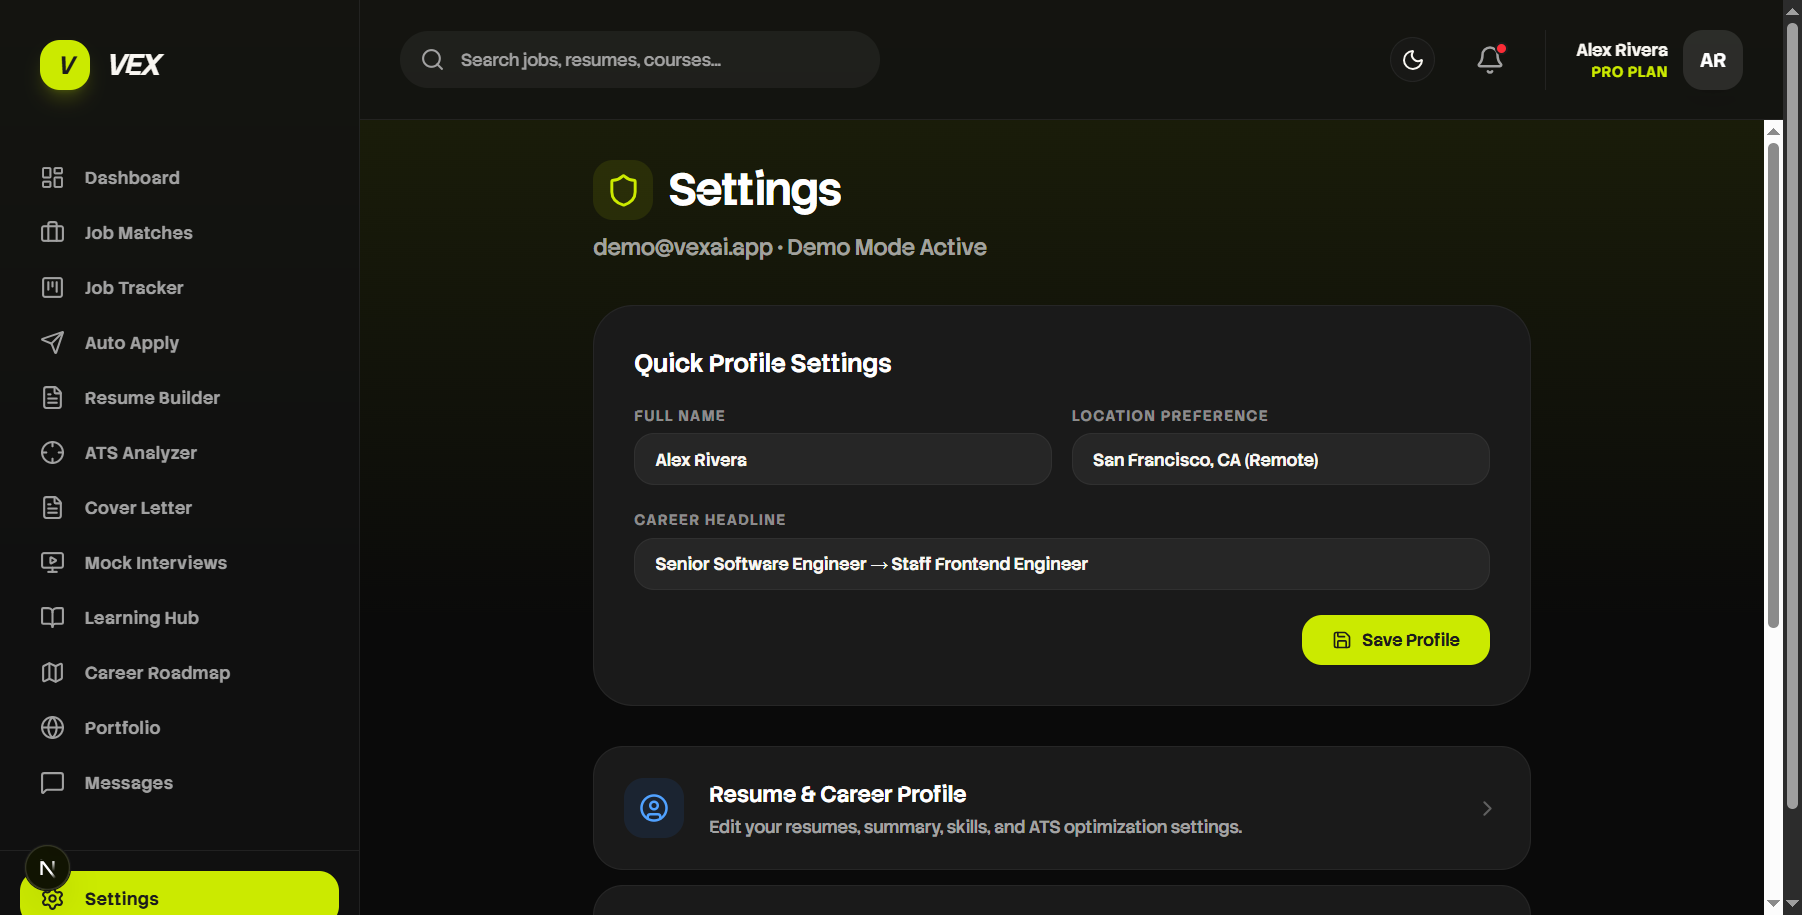 V VEX
Search jobs, resumes, courses...
Alex Rivera
PRO PLAN
AR
Dashboard
Job Matches
Job Tracker
Auto Apply
Resume Builder
ATS Analyzer
Cover Letter
Mock Interviews
Learning Hub
Career Roadmap
Portfolio
Messages
N
Settings
Settings
demo@vexai.app · Demo Mode Active
Quick Profile Settings
FULL NAME
Alex Rivera
LOCATION PREFERENCE
San Francisco, CA (Remote)
CAREER HEADLINE
Senior Software Engineer → Staff Frontend Engineer
Save Profile
Resume & Career Profile
Edit your resumes, summary, skills, and ATS optimization settings.